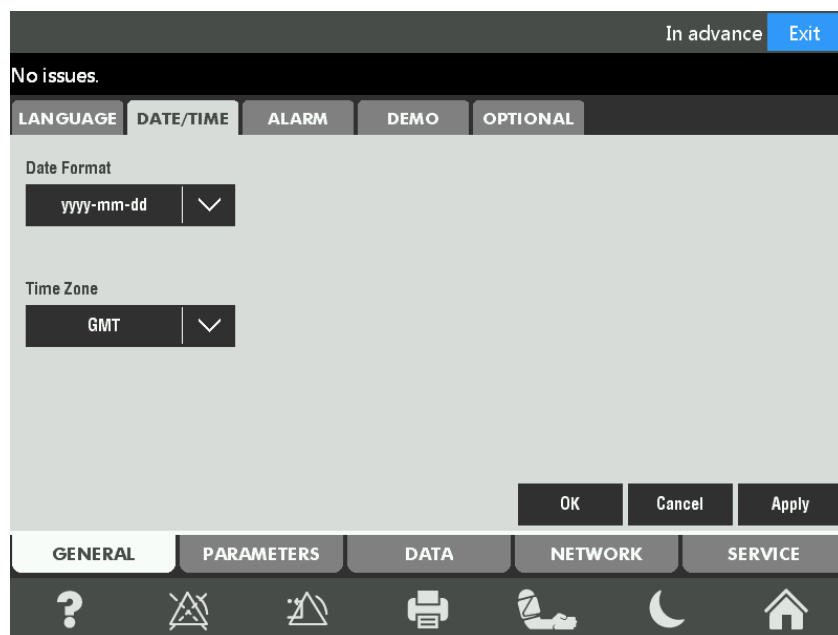 In advance Exit
No issues.
LANGUAGE DATE/TIME ALARM DEMO OPTIONAL
Date Format
yyyy-mm-dd
Time Zone
GMT
OK Cancel Apply
GENERAL PARAMETERS DATA NETWORK SERVICE
?